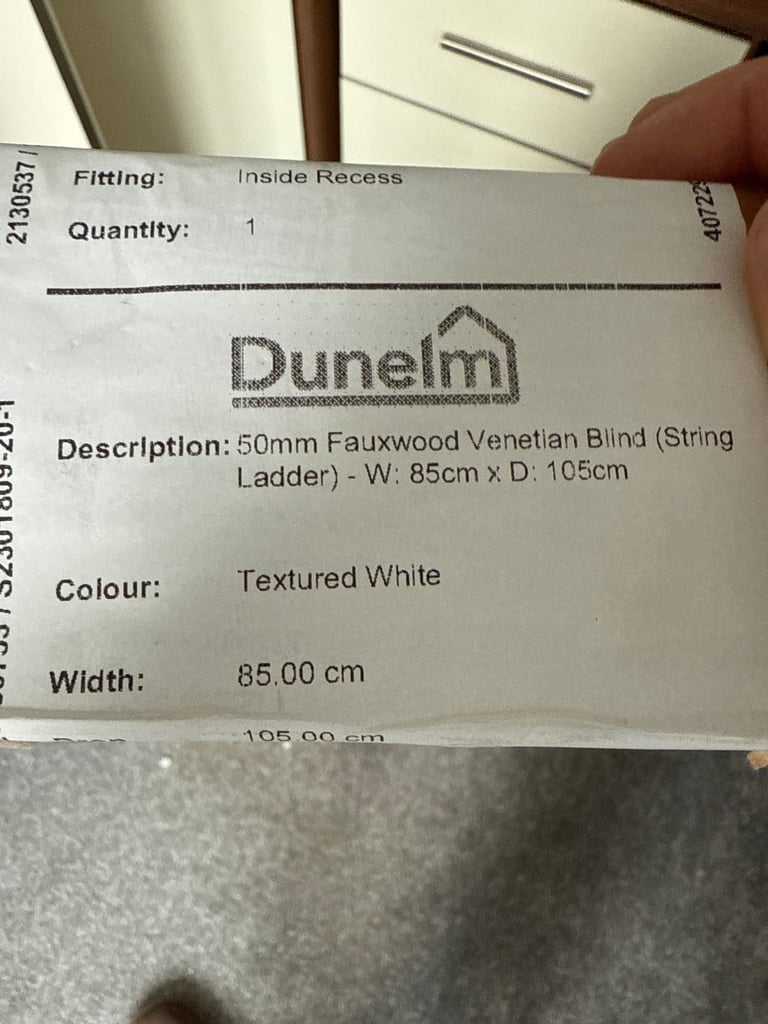 2130537 /
Fitting: Inside Recess
Quantity: 1
Dunelm
Description: 50mm Fauxwood Venetian Blind (String
Ladder) - W: 85cm x D: 105cm
Colour: Textured White
Width: 85.00 cm
105.00 cm